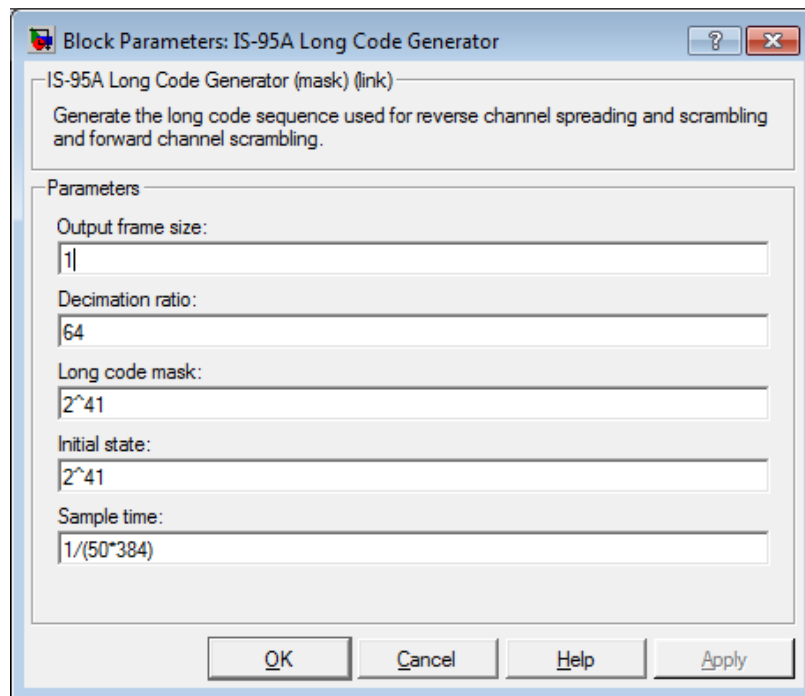 Block Parameters: IS-95A Long Code Generator
IS-95A Long Code Generator (mask) (link)
Generate the long code sequence used for reverse channel spreading and scrambling
and forward channel scrambling.
Parameters
Output frame size:
1
Decimation ratio:
64
Long code mask:
2^41
Initial state:
2^41
Sample time:
1/(50*384)
OK Cancel Help Apply